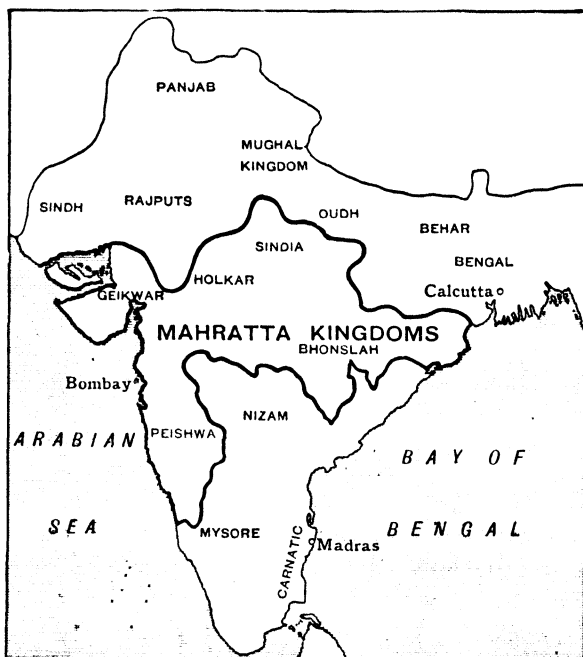 PANJAB
MUGHAL
KINGDOM
SINDH
RAJPUTS
OUDH
BEHAR
SINDIA
BENGAL
HOLKAR
GEIKWAR
Calcutta
MAHRATTA KINGDOMS
BHONSLAH
Bombay
NIZAM
PEISHWA
ARABIAN
SEA
BAY OF
BENGAL
MYSORE
CARNATIC
Madras